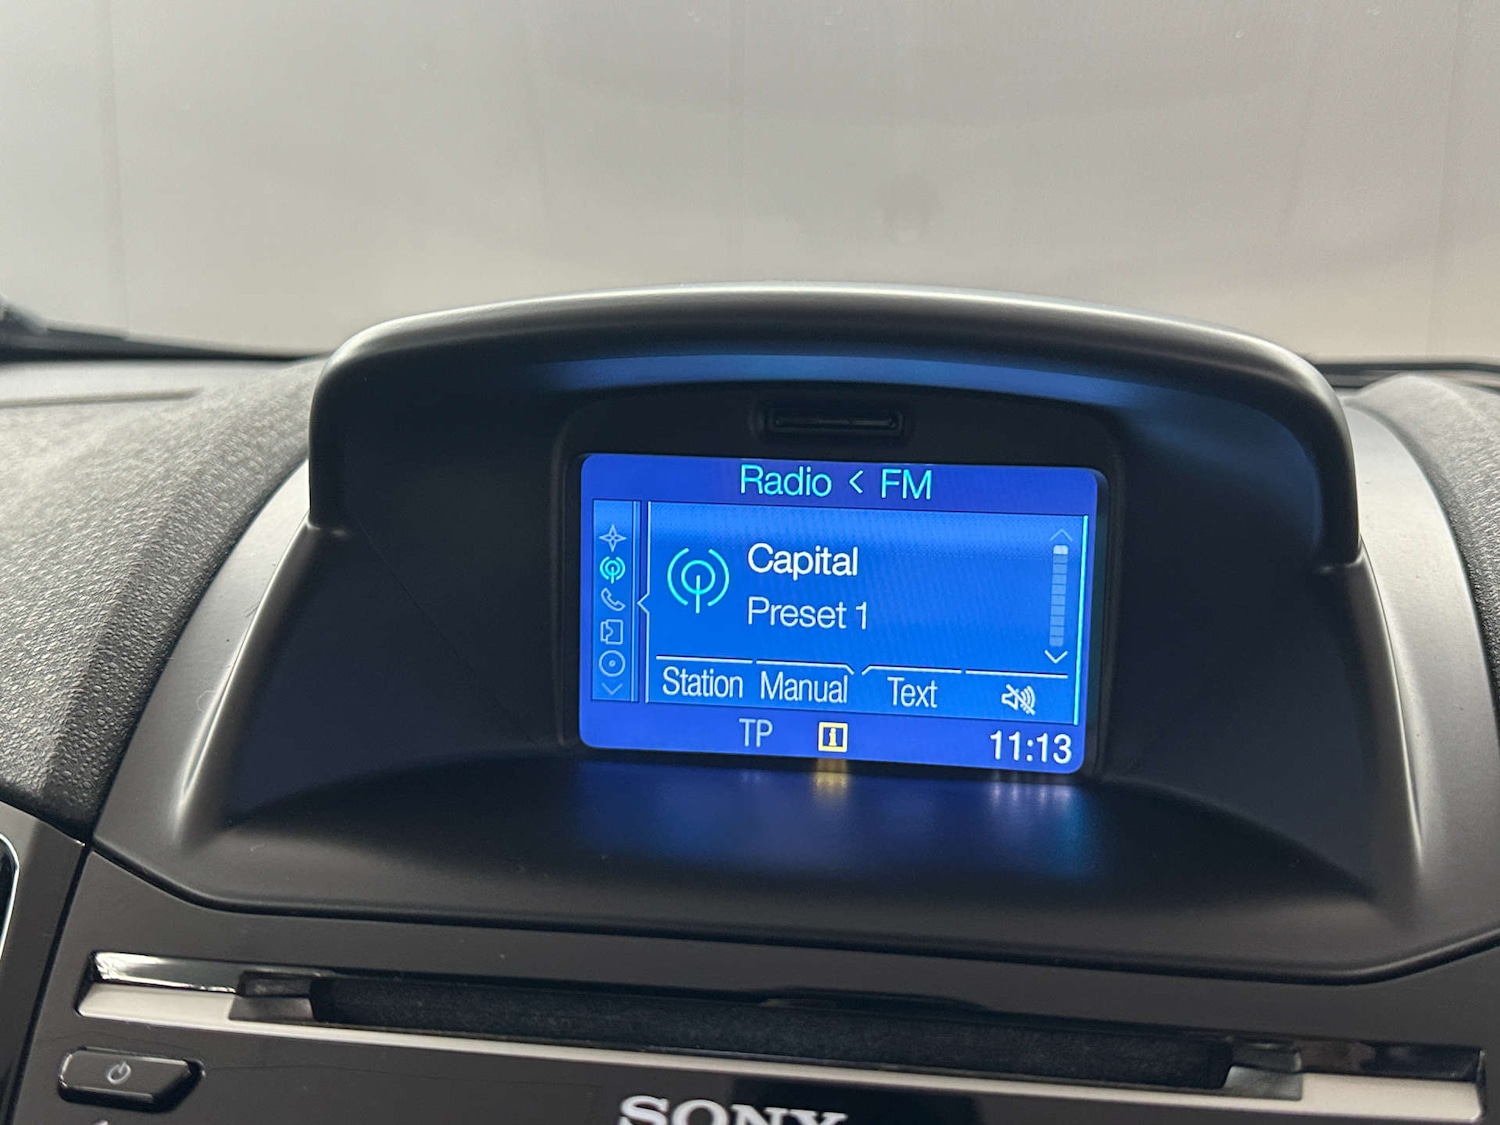 Radio < FM
Capital
Preset 1
Station Manual Text
TP i 11:13
SONY